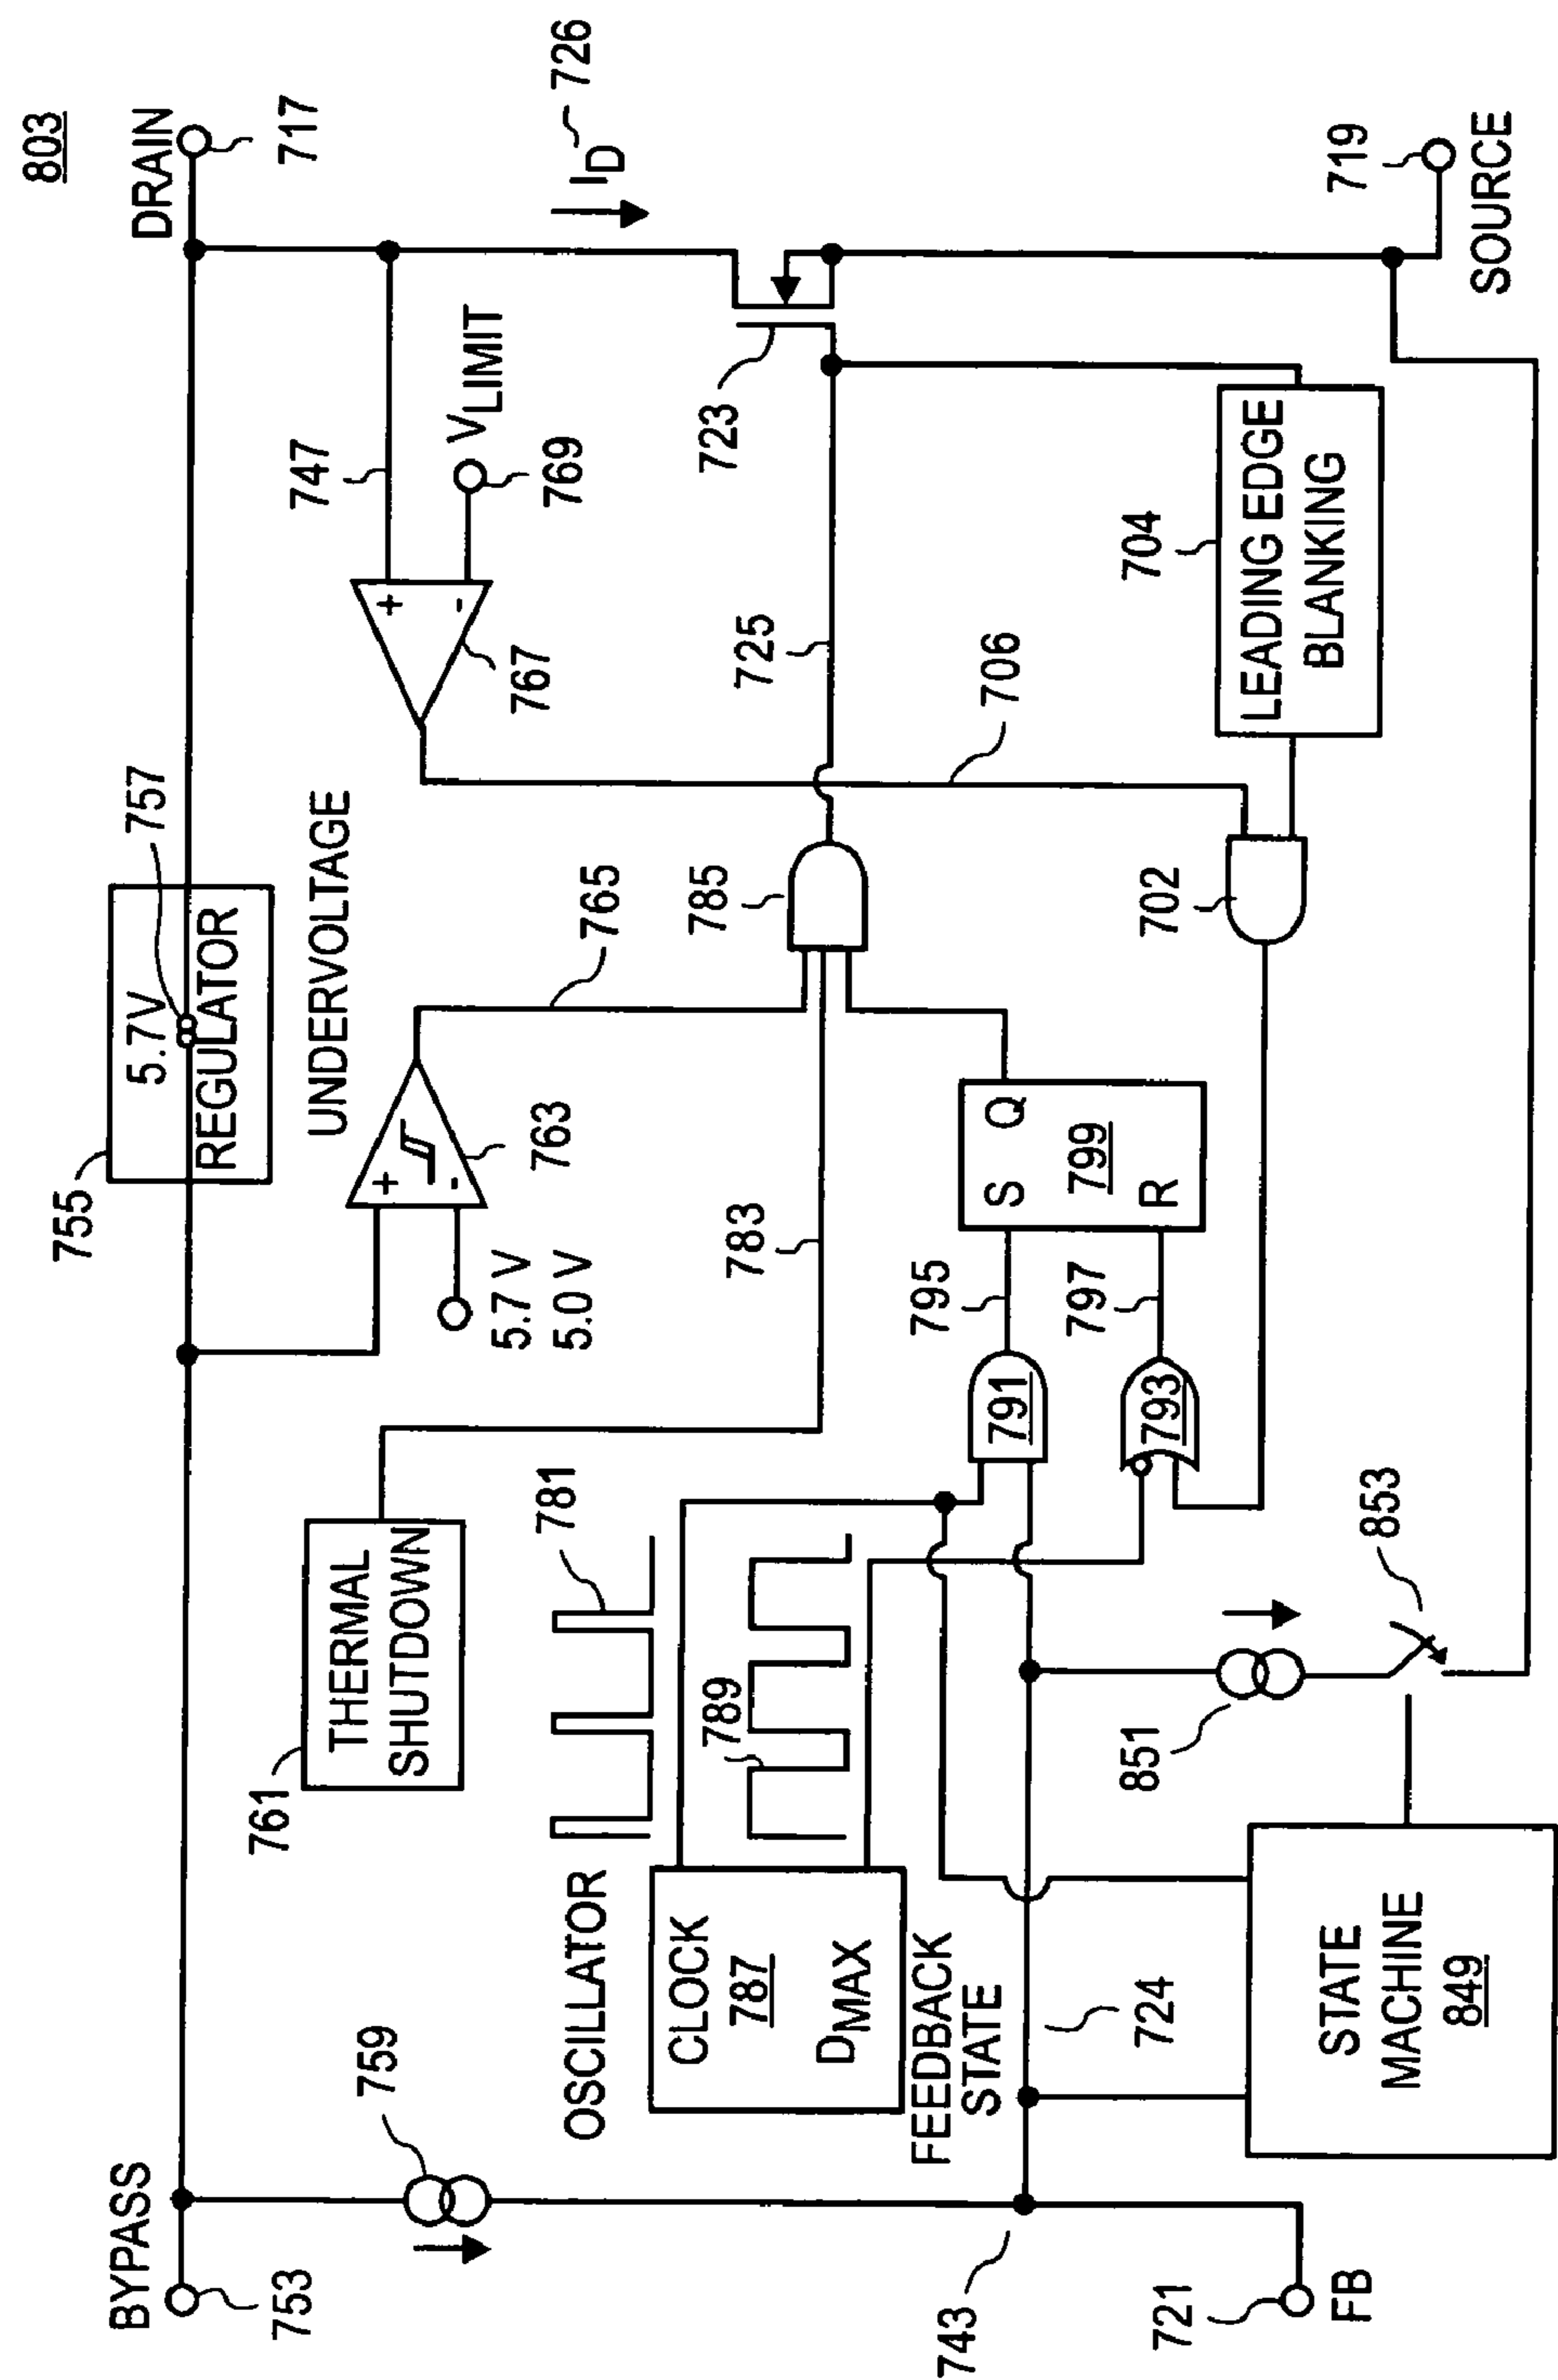 803
BYPASS
753
759
755
5.7V
REGULATOR
757
DRAIN
717
UNDERVOLTAGE
+
-
763
5.7 V
5.0 V
765
747
+
-
767
VLIMIT
769
ID
726
761
THERMAL
SHUTDOWN
783
785
725
723
OSCILLATOR
781
789
CLOCK
787
DMAX
FEEDBACK
STATE
791
795
793
797
S
Q
799
R
706
702
704
LEADING EDGE
BLANKING
719
SOURCE
743
724
721
FB
STATE
MACHINE
849
851
853